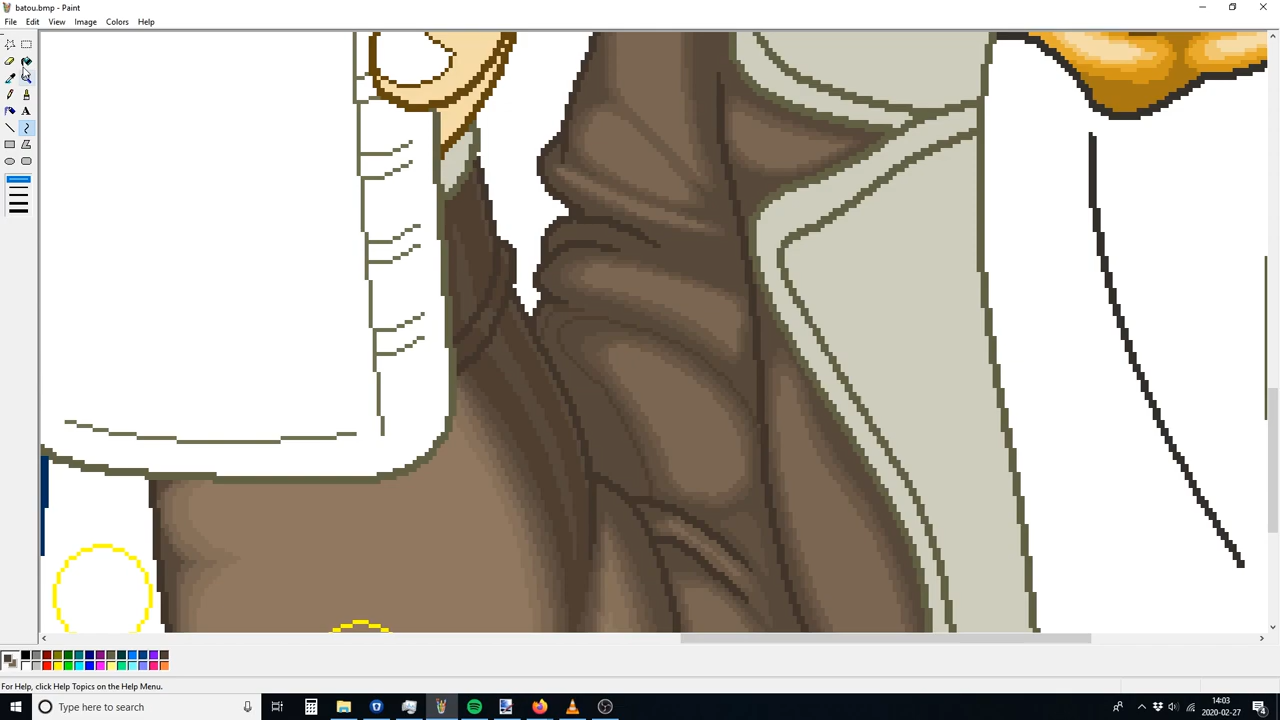 batou.bmp - Paint
File Edit View Image Colors Help
A
For Help, click Help Topics on the Help Menu.
Type here to search
14:03
2020-02-27
4